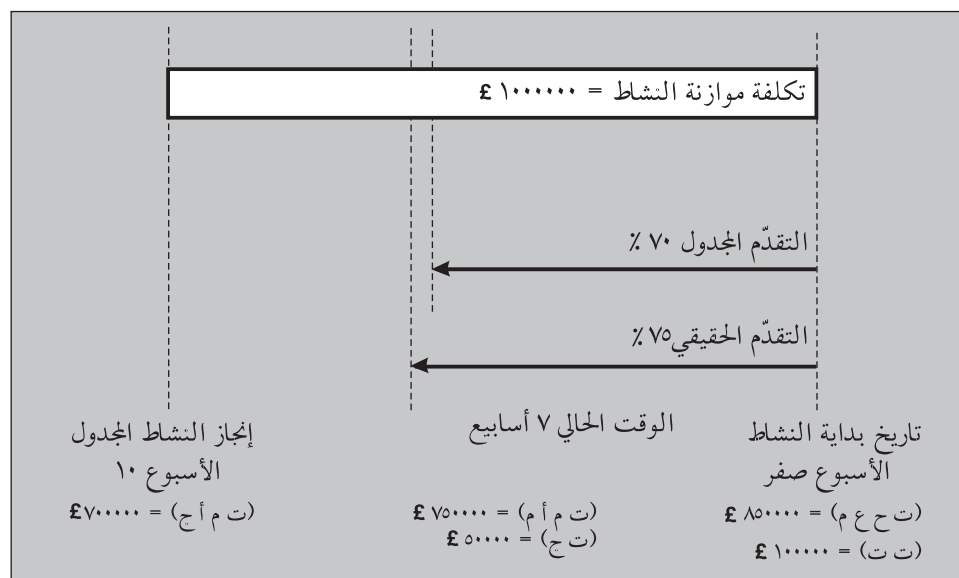 تكلفة موازنة النشاط = ١٠٠٠٠٠٠ £
التقدّم المجدول ٧٠ ٪
التقدّم الحقيقي٧٥ ٪
تاريخ بداية النشاط
الأسبوع صفر
(ت ح ع م) = ٨٥٠٠٠٠ £
(ت ت) = ١٠٠٠٠٠ £
الوقت الحالي ٧ أسابيع
(ت م أ م) = ٧٥٠٠٠٠ £
(ت ج) = ٥٠٠٠٠ £
إنجاز النشاط المجدول
الأسبوع ١٠
(ت م أ ج) = ٧٠٠٠٠٠£